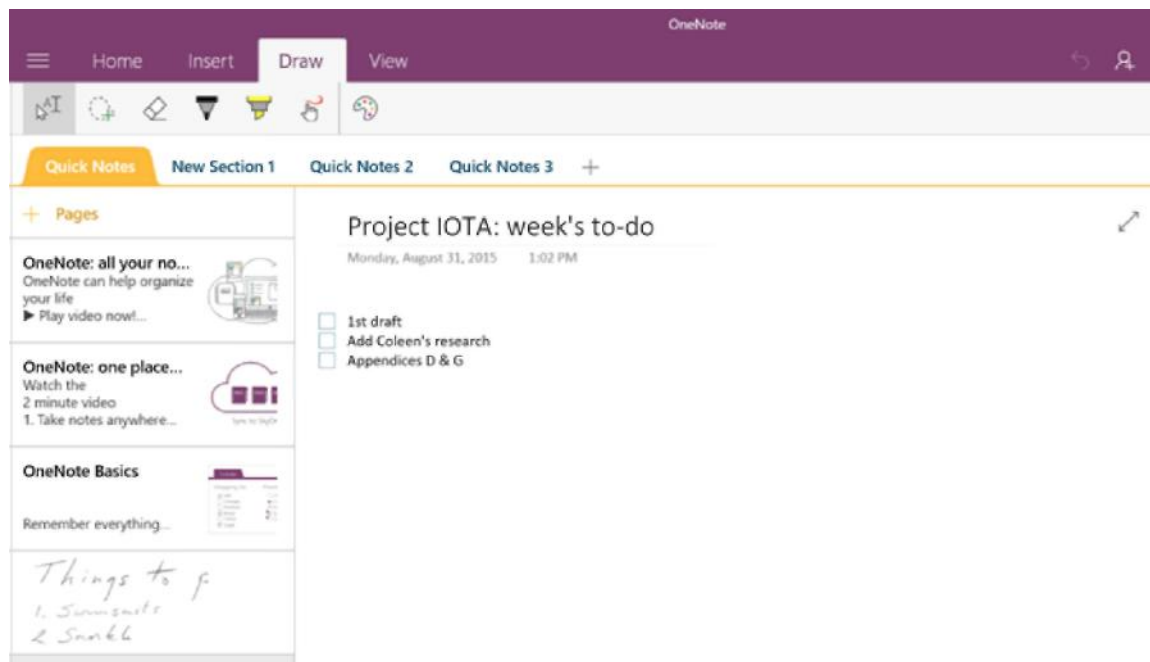 OneNote
Home Insert Draw View
Quick Notes New Section 1 Quick Notes 2 Quick Notes 3
Pages
OneNote: all your no...
OneNote can help organize
your life
▶ Play video now!...
OneNote: one place...
Watch the
2 minute video
1. Take notes anywhere...
OneNote Basics
Remember everything...
Things to
1.
2
Project IOTA: week's to-do
Monday, August 31, 2015 1:02 PM
1st draft
Add Coleen's research
Appendices D & G